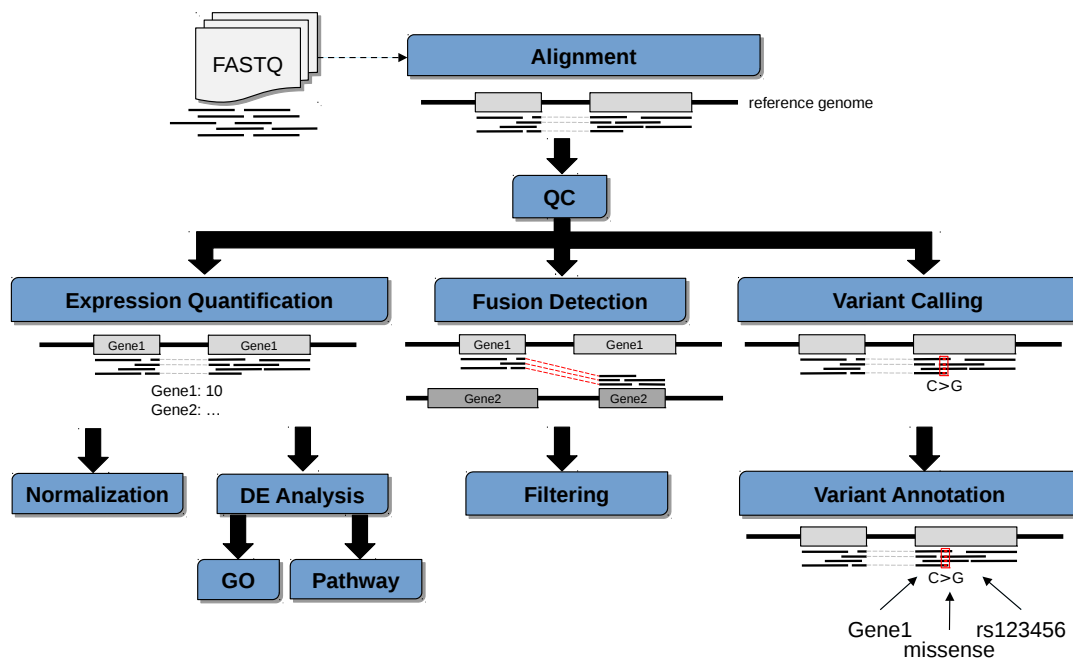 FASTQ
Alignment
reference genome
QC
Expression Quantification
Fusion Detection
Variant Calling
Gene1
Gene1
Gene1
Gene1
Gene1: 10
Gene2: ...
Gene2
Gene2
C>G
Normalization
DE Analysis
Filtering
Variant Annotation
GO
Pathway
C>G
Gene1
missense
rs123456